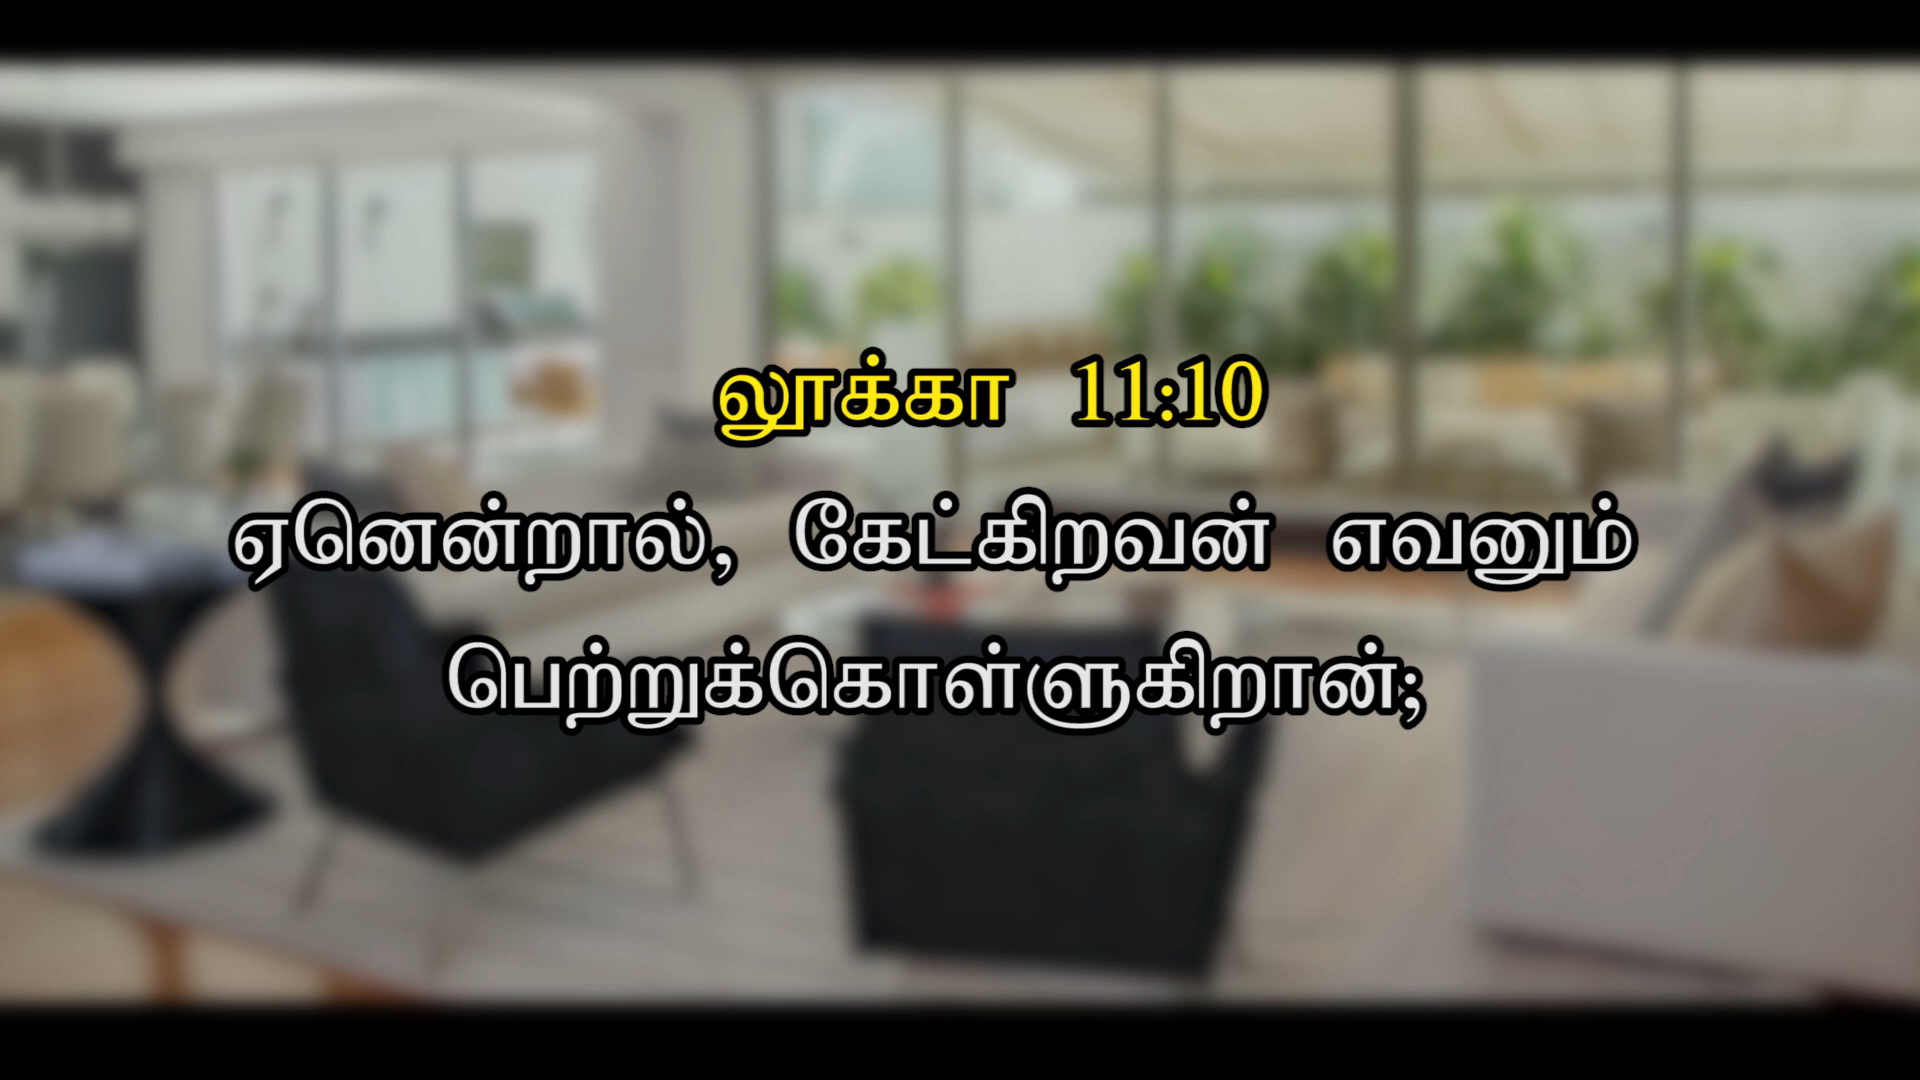 லூக்கா 11:10
ஏனென்றால், கேட்கிறவன் எவனும்
பெற்றுக்கொள்ளுகிறான்;